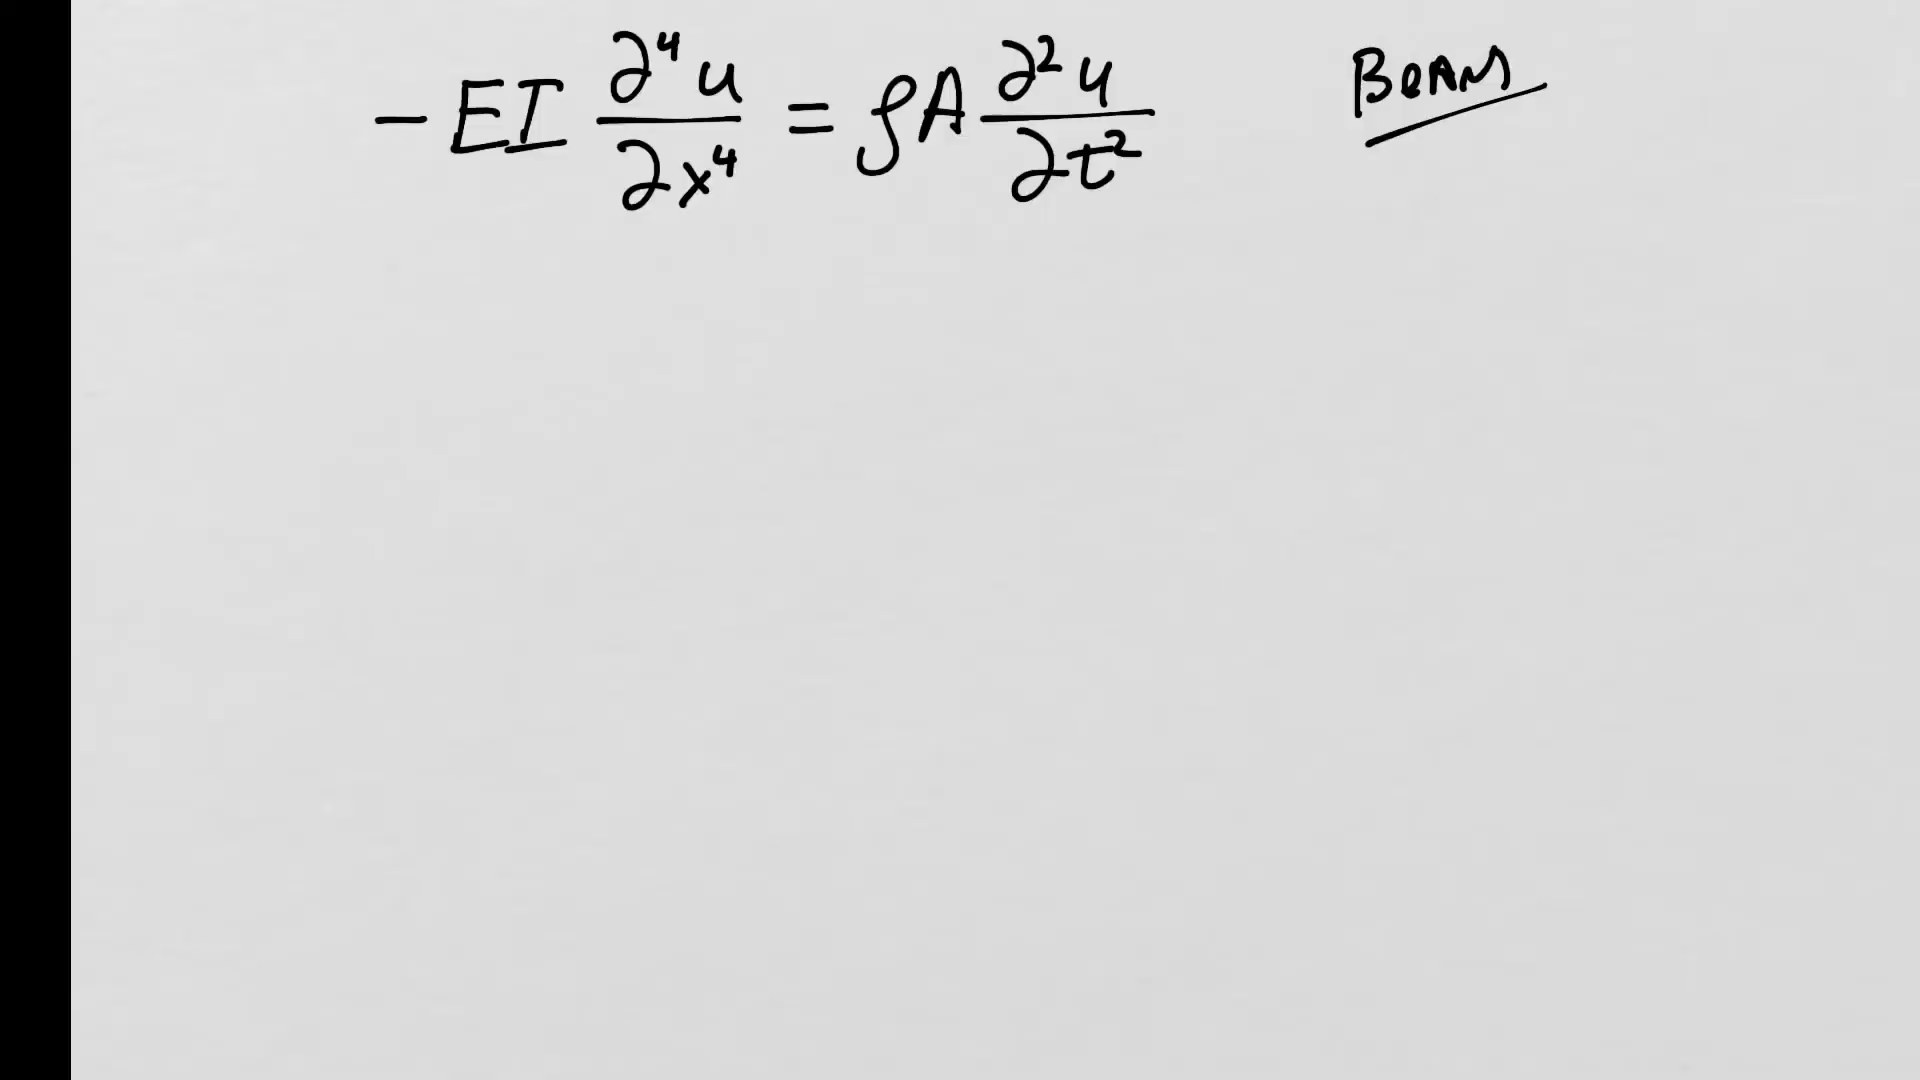 -EI ∂⁴u/∂x⁴ = ρA ∂²u/∂t² BEAM